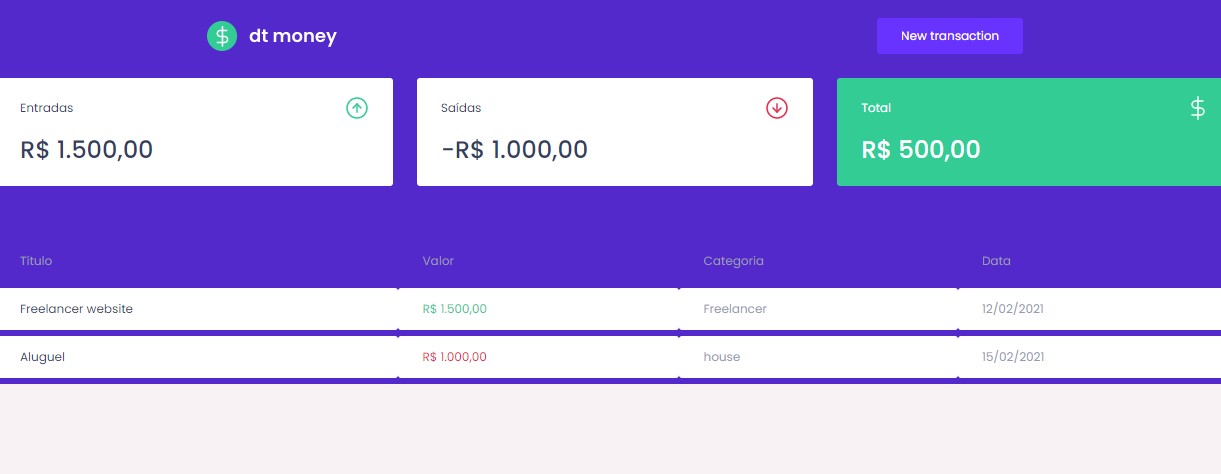 dt money
New transaction
Entradas
Saídas
Total
R$ 1.500,00
-R$ 1.000,00
R$ 500,00
Título Valor Categoria Data
Freelancer website R$ 1.500,00 Freelancer 12/02/2021
Aluguel R$ 1.000,00 house 15/02/2021